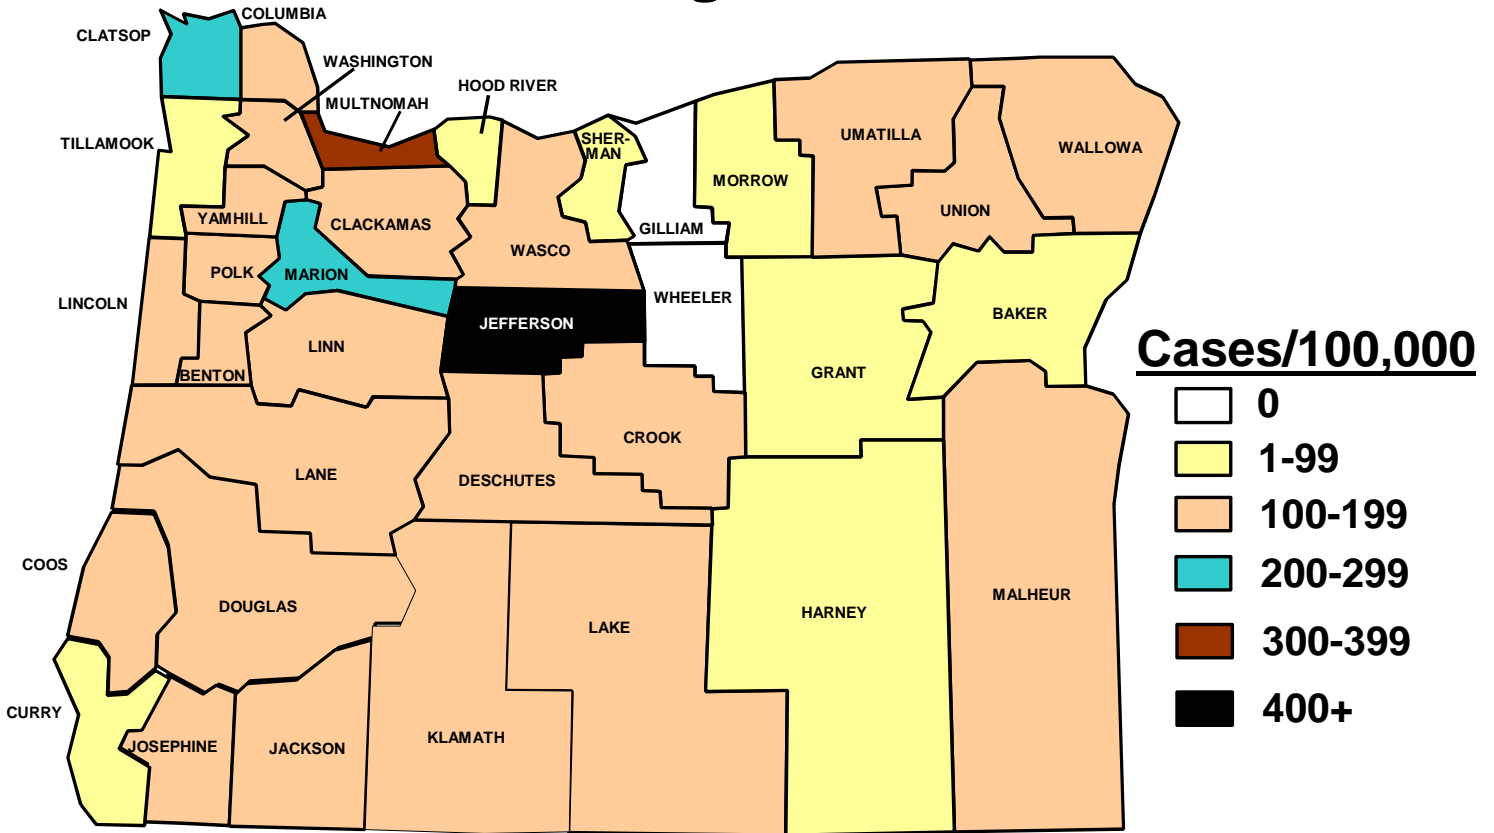 COLUMBIA
CLATSOP
WASHINGTON
HOOD RIVER
MULTNOMAH
TILLAMOOK
SHER-
MAN
UMATILLA
WALLOWA
MORROW
UNION
YAMHILL
CLACKAMAS
GILLIAM
WASCO
POLK
MARION
LINCOLN
WHEELER
JEFFERSON
BAKER
LINN
BENTON
GRANT
CROOK
LANE
DESCHUTES
COOS
DOUGLAS
LAKE
HARNEY
MALHEUR
CURRY
JOSEPHINE
JACKSON
KLAMATH
Cases/100,000
0
1-99
100-199
200-299
300-399
400+